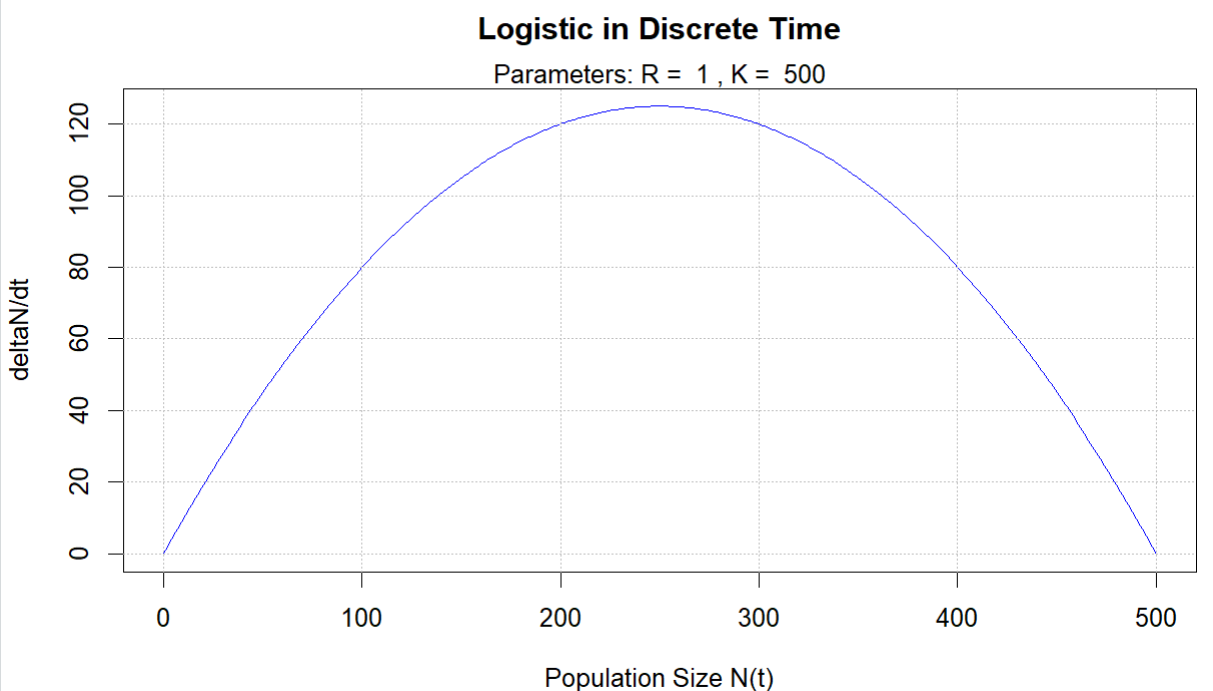 Logistic in Discrete Time
Parameters: R =  1 , K =  500
deltaN/dt
120
100
80
60
40
20
0
0 100 200 300 400 500
Population Size N(t)